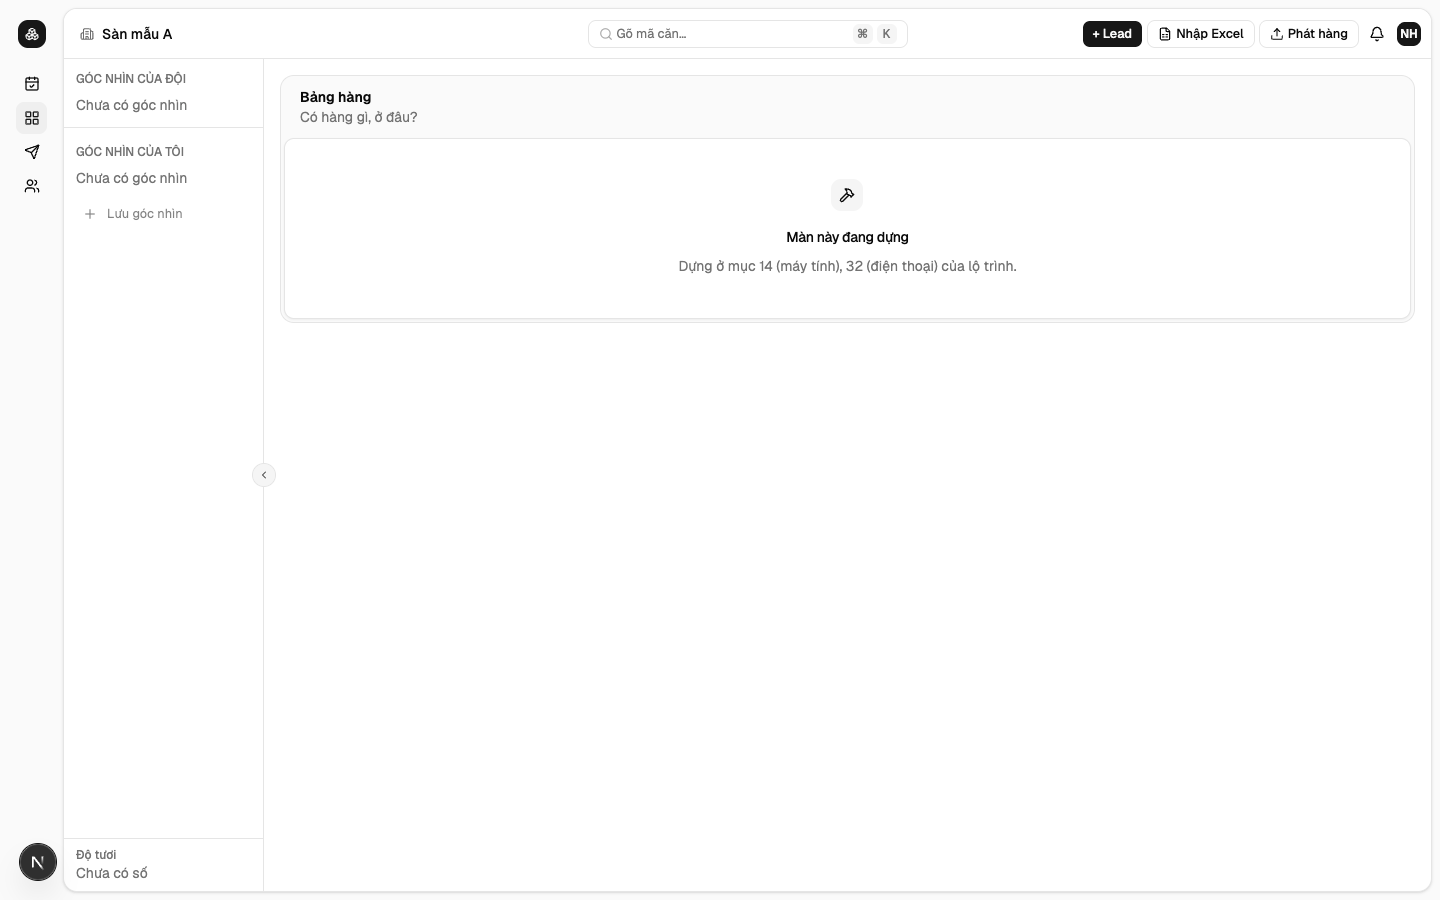 Sàn mẫu A
Gõ mã căn...
⌘ K
+ Lead
Nhập Excel
Phát hàng
NH
GÓC NHÌN CỦA ĐỘI
Chưa có góc nhìn
GÓC NHÌN CỦA TÔI
Chưa có góc nhìn
Lưu góc nhìn
Bảng hàng
Có hàng gì, ở đâu?
Màn này đang dựng
Dựng ở mục 14 (máy tính), 32 (điện thoại) của lộ trình.
Độ tươi
Chưa có số
N